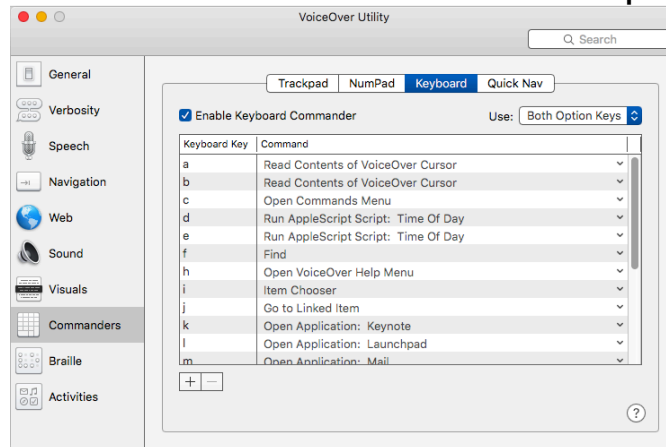 VoiceOver Utility
Search
General
Verbosity
Speech
Navigation
Web
Sound
Visuals
Commanders
Braille
Activities
Trackpad NumPad Keyboard Quick Nav
Enable Keyboard Commander Use: Both Option Keys
Keyboard Key Command
a Read Contents of VoiceOver Cursor
b Read Contents of VoiceOver Cursor
c Open Commands Menu
d Run AppleScript Script: Time Of Day
e Run AppleScript Script: Time Of Day
f Find
h Open VoiceOver Help Menu
i Item Chooser
j Go to Linked Item
k Open Application: Keynote
l Open Application: Launchpad
m Open Application: Mail
+ −
?